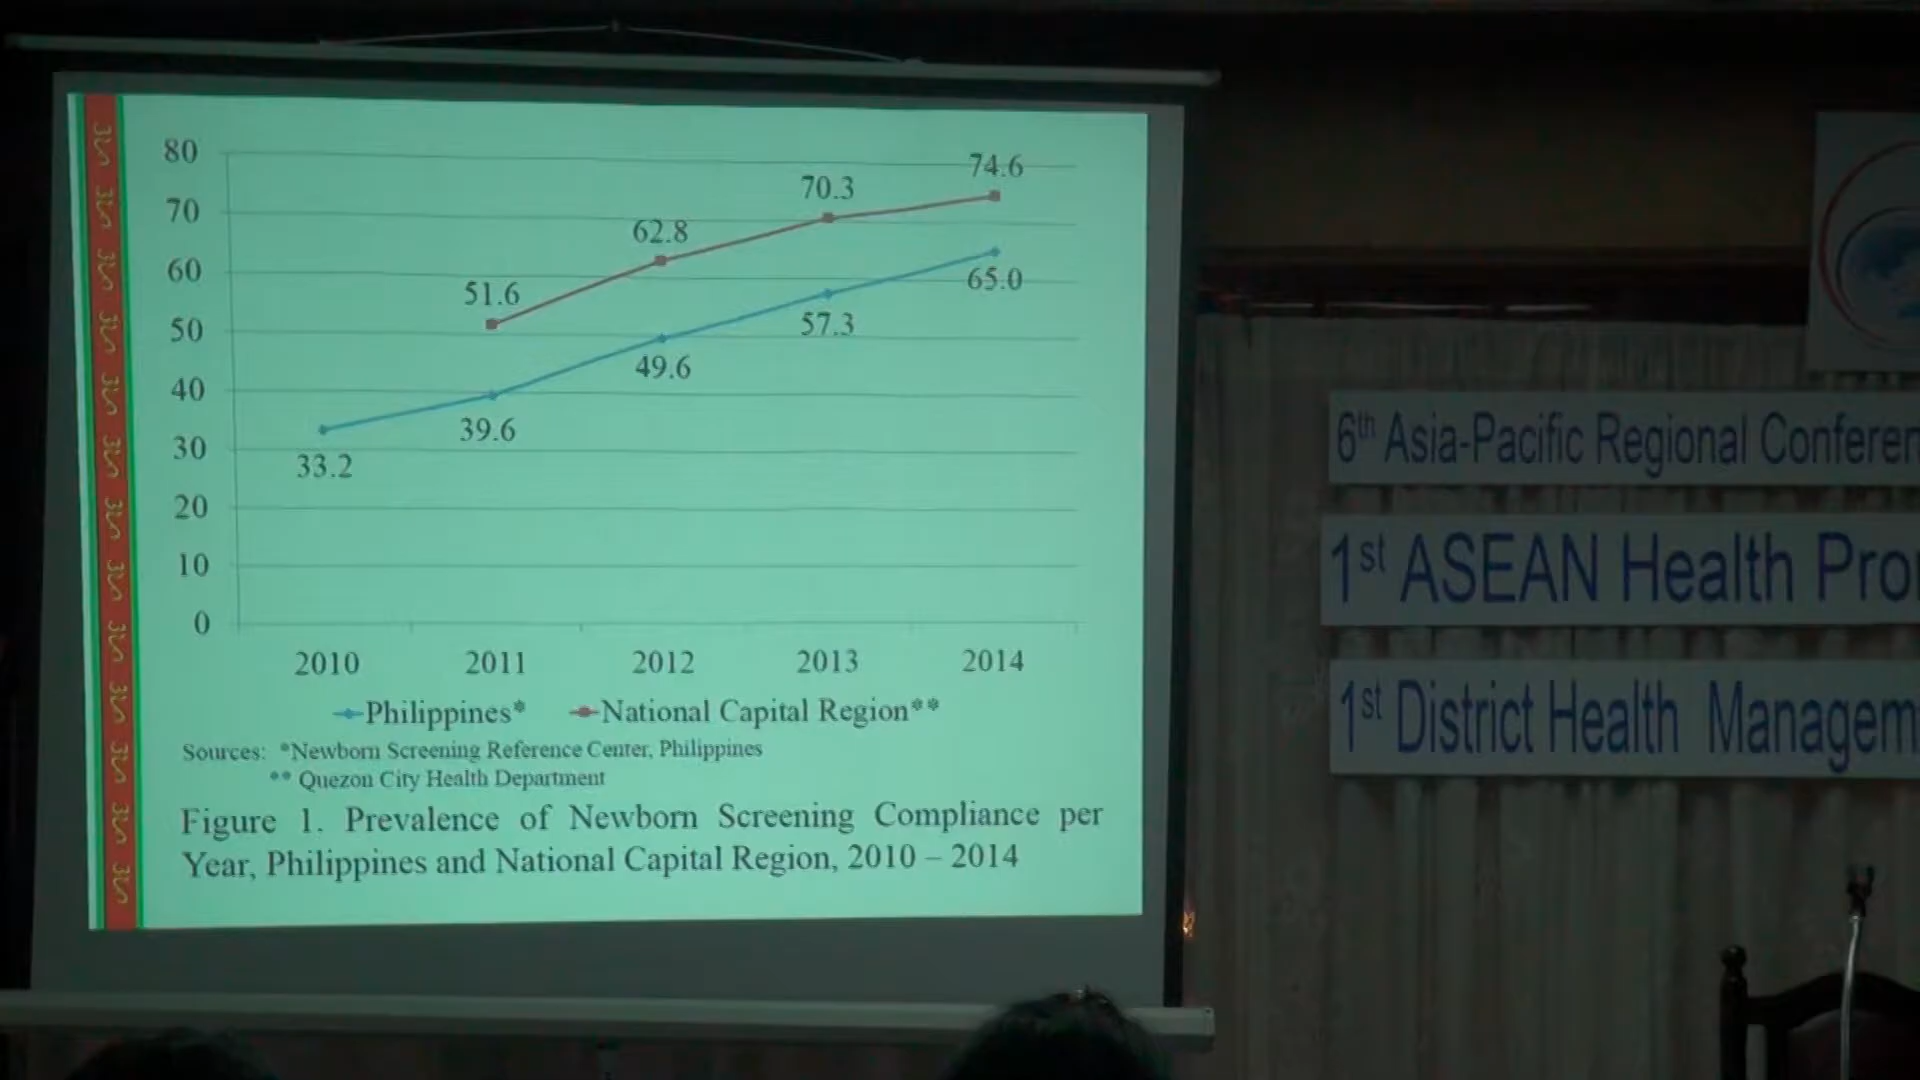 80
70
60
50
40
30
20
10
0
74.6
70.3
62.8
51.6
65.0
57.3
49.6
39.6
33.2
2010 2011 2012 2013 2014
Philippines* National Capital Region**
Sources: *Newborn Screening Reference Center, Philippines
** Quezon City Health Department
Figure 1. Prevalence of Newborn Screening Compliance per
Year, Philippines and National Capital Region, 2010 – 2014
6th Asia-Pacific Regional
1st ASEAN Health
1st District Health